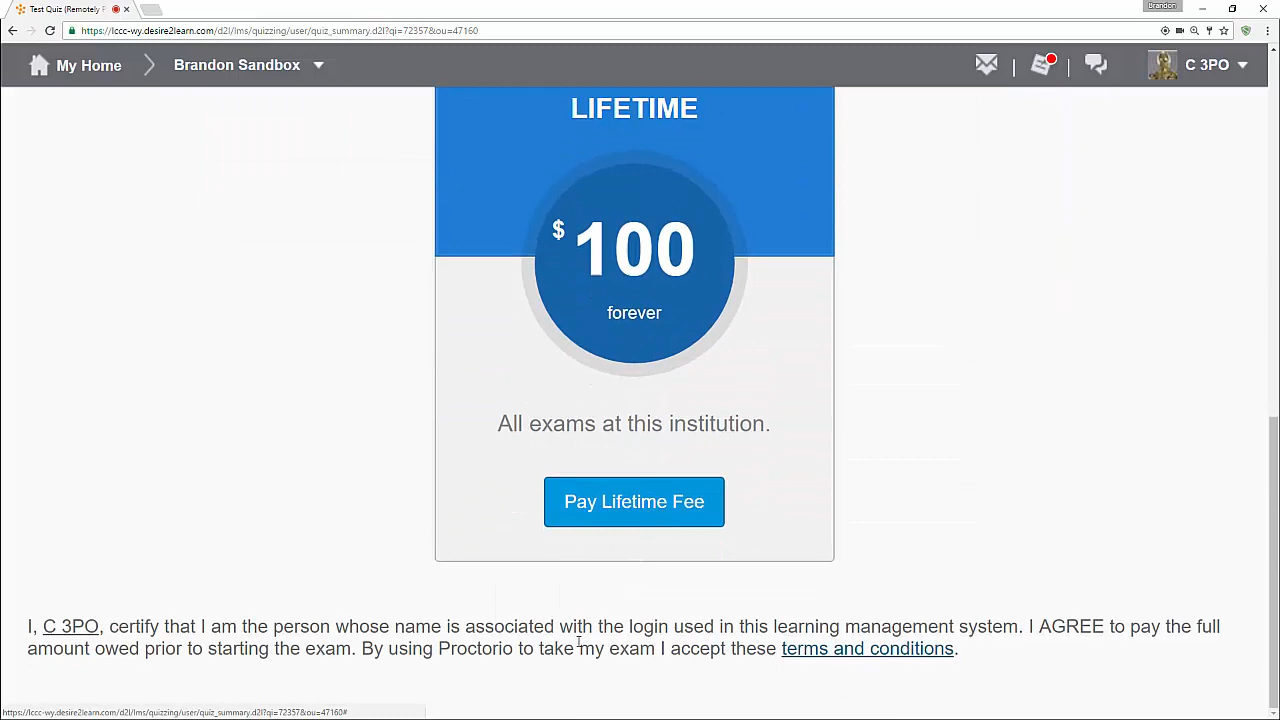 Test Quiz (Remotely F
Brandon
https://lccc-wy.desire2learn.com/d2l/lms/quizzing/user/quiz_summary.d2l?qi=72357&ou=47160
My Home
Brandon Sandbox
C 3PO
LIFETIME
$ 100
forever
All exams at this institution.
Pay Lifetime Fee
I, C 3PO, certify that I am the person whose name is associated with the login used in this learning management system. I AGREE to pay the full
amount owed prior to starting the exam. By using Proctorio to take my exam I accept these terms and conditions.
https://lccc-wy.desire2learn.com/d2l/lms/quizzing/user/quiz_summary.d2l?qi=72357&ou=47160#